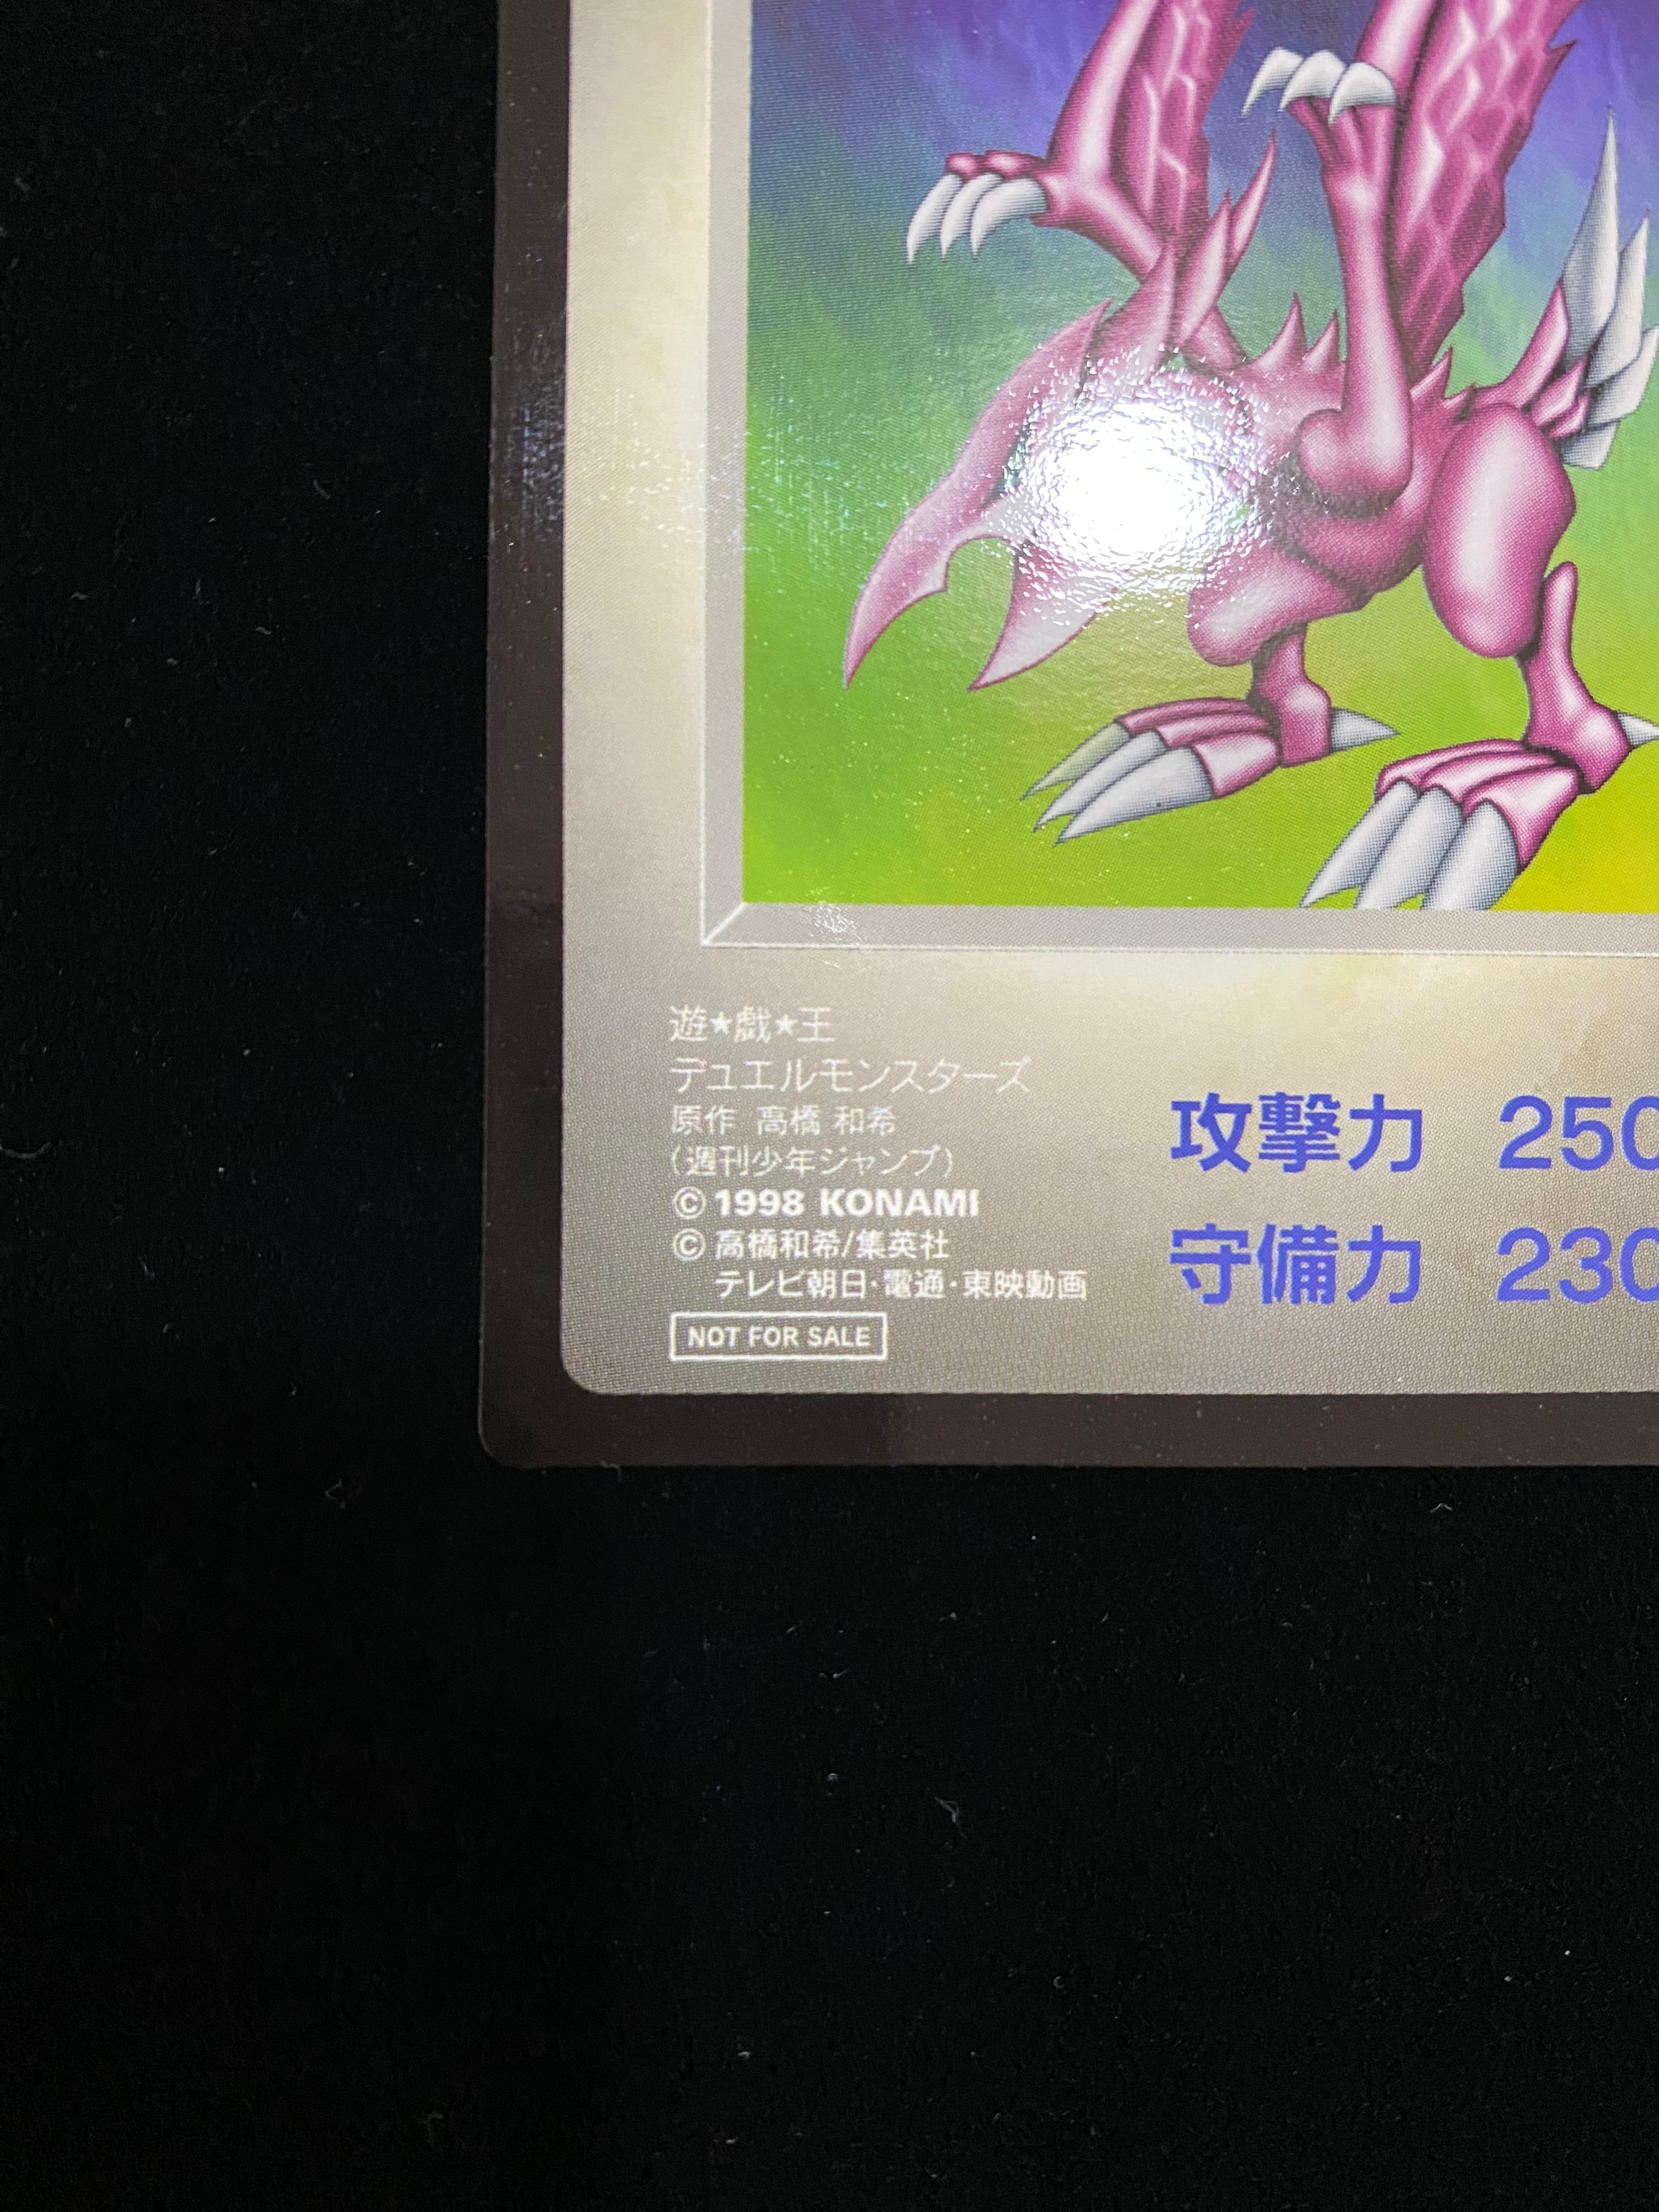 遊★戯★王
デュエルモンスターズ
原作 高橋 和希
(週刊少年ジャンプ)
© 1998 KONAMI
© 高橋和希/集英社
テレビ朝日・電通・東映動画
NOT FOR SALE
攻撃力 250
守備力 230